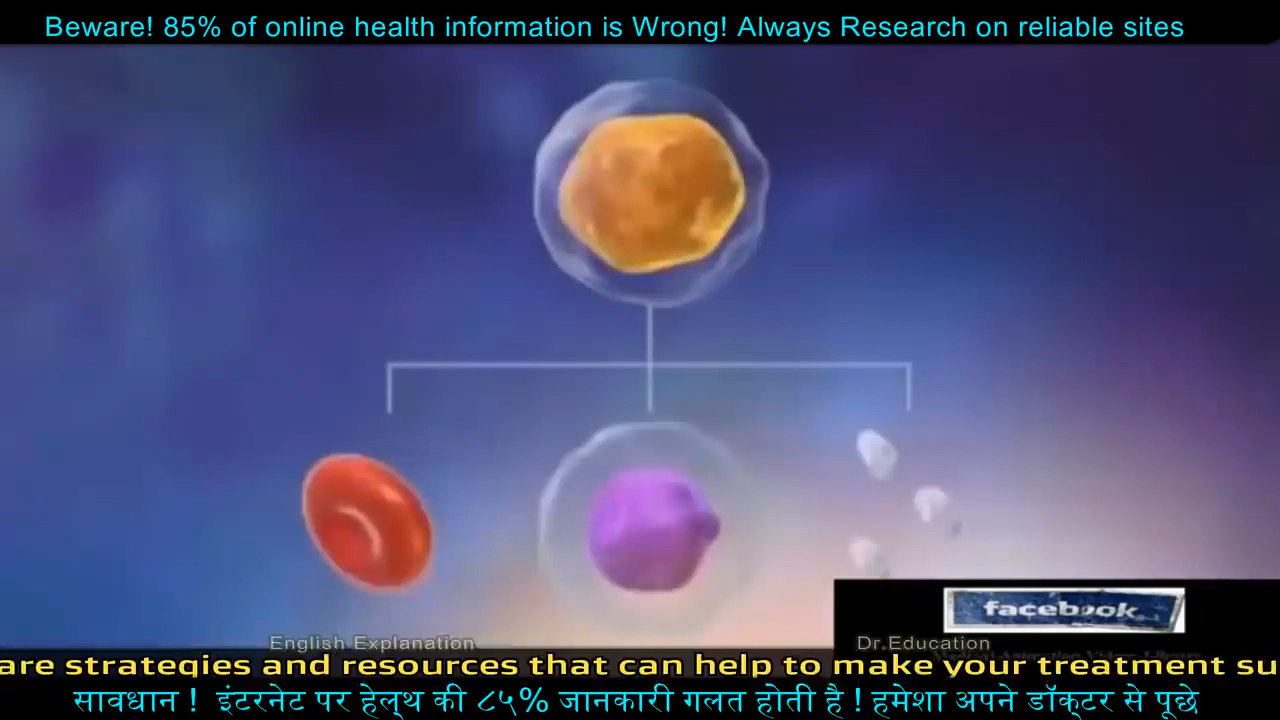 Beware! 85% of online health information is Wrong! Always Research on reliable sites
facebook
English Explanation
Dr.Education
are strategies and resources that can help to make your treatment su
सावधान ! इंटरनेट पर हेल्थ की ८५% जानकारी गलत होती है ! हमेशा अपने डॉक्टर से पूछे